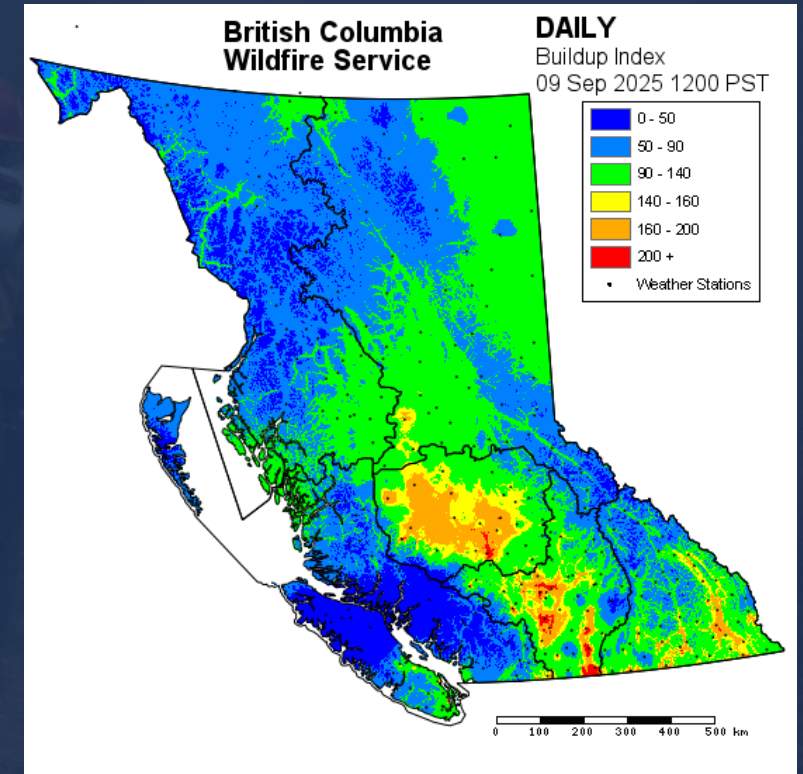 British Columbia
Wildfire Service
DAILY
Buildup Index
09 Sep 2025 1200 PST
0 - 50
50 - 90
90 - 140
140 - 160
160 - 200
200 +
Weather Stations
0 100 200 300 400 500 km